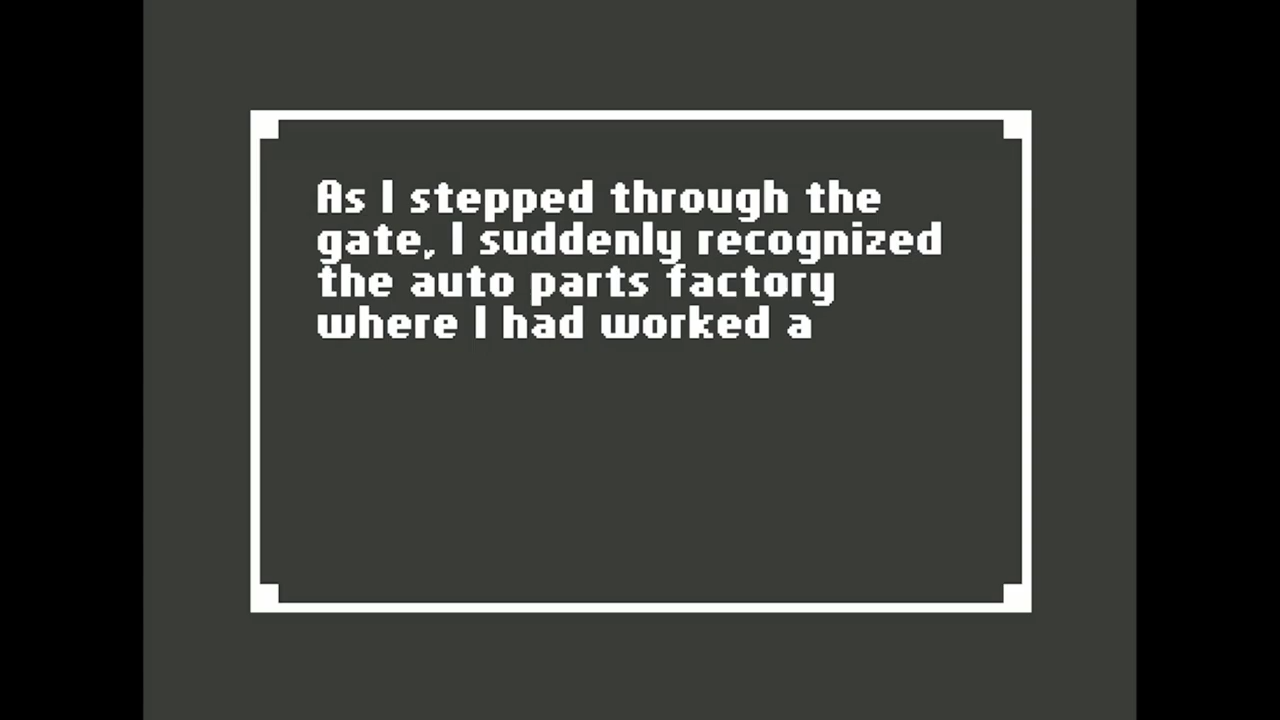 As I stepped through the
gate, I suddenly recognized
the auto parts factory
where I had worked a